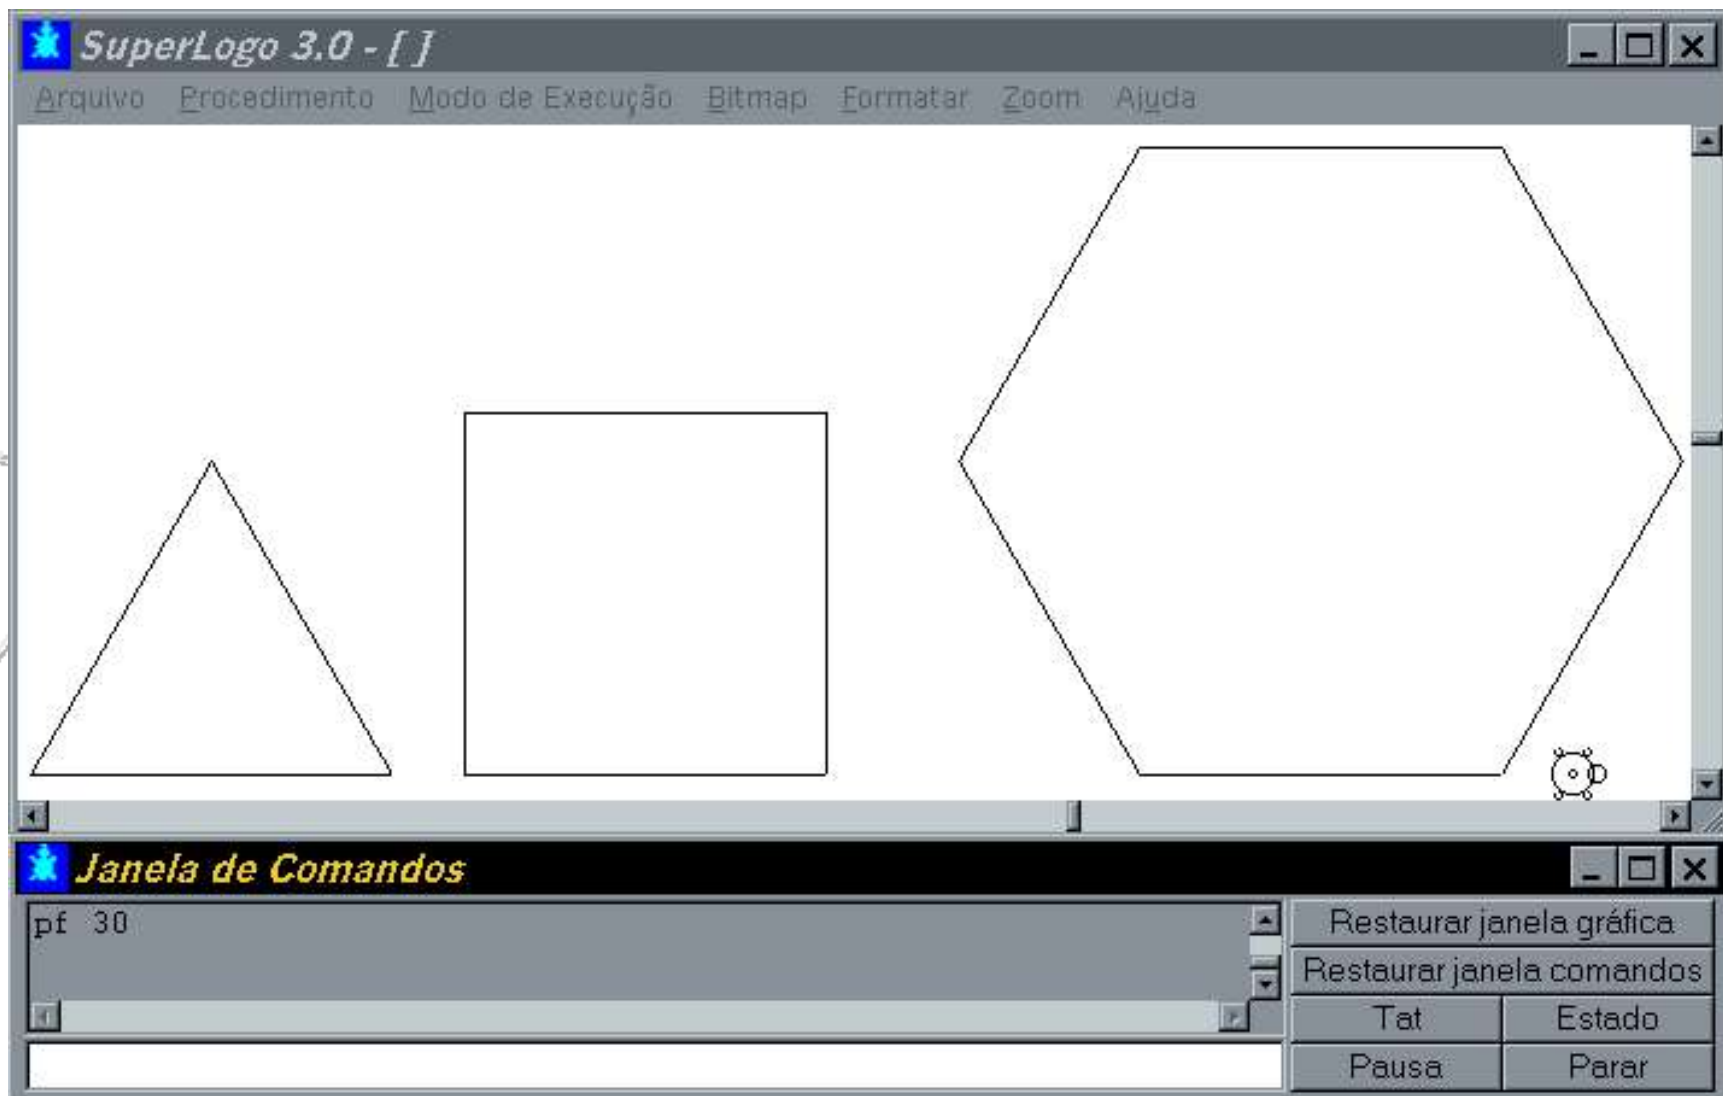 SuperLogo 3.0 - [ ]
Arquivo Procedimento Modo de Execução Bitmap Formatar Zoom Ajuda
Janela de Comandos
pf 30
Restaurar janela gráfica
Restaurar janela comandos
Tat Estado
Pausa Parar